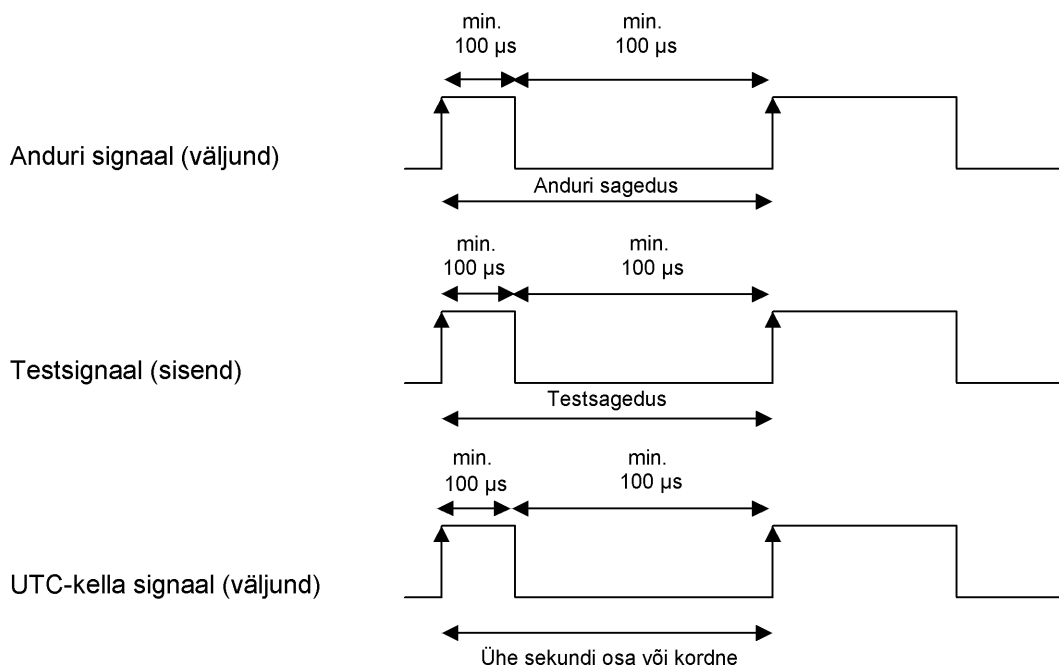 min.
100 µs
min.
100 µs
Anduri signaal (väljund)
Anduri sagedus
min.
100 µs
min.
100 µs
Testsignaal (sisend)
Testsagedus
min.
100 µs
min.
100 µs
UTC-kella signaal (väljund)
Ühe sekundi osa või kordne